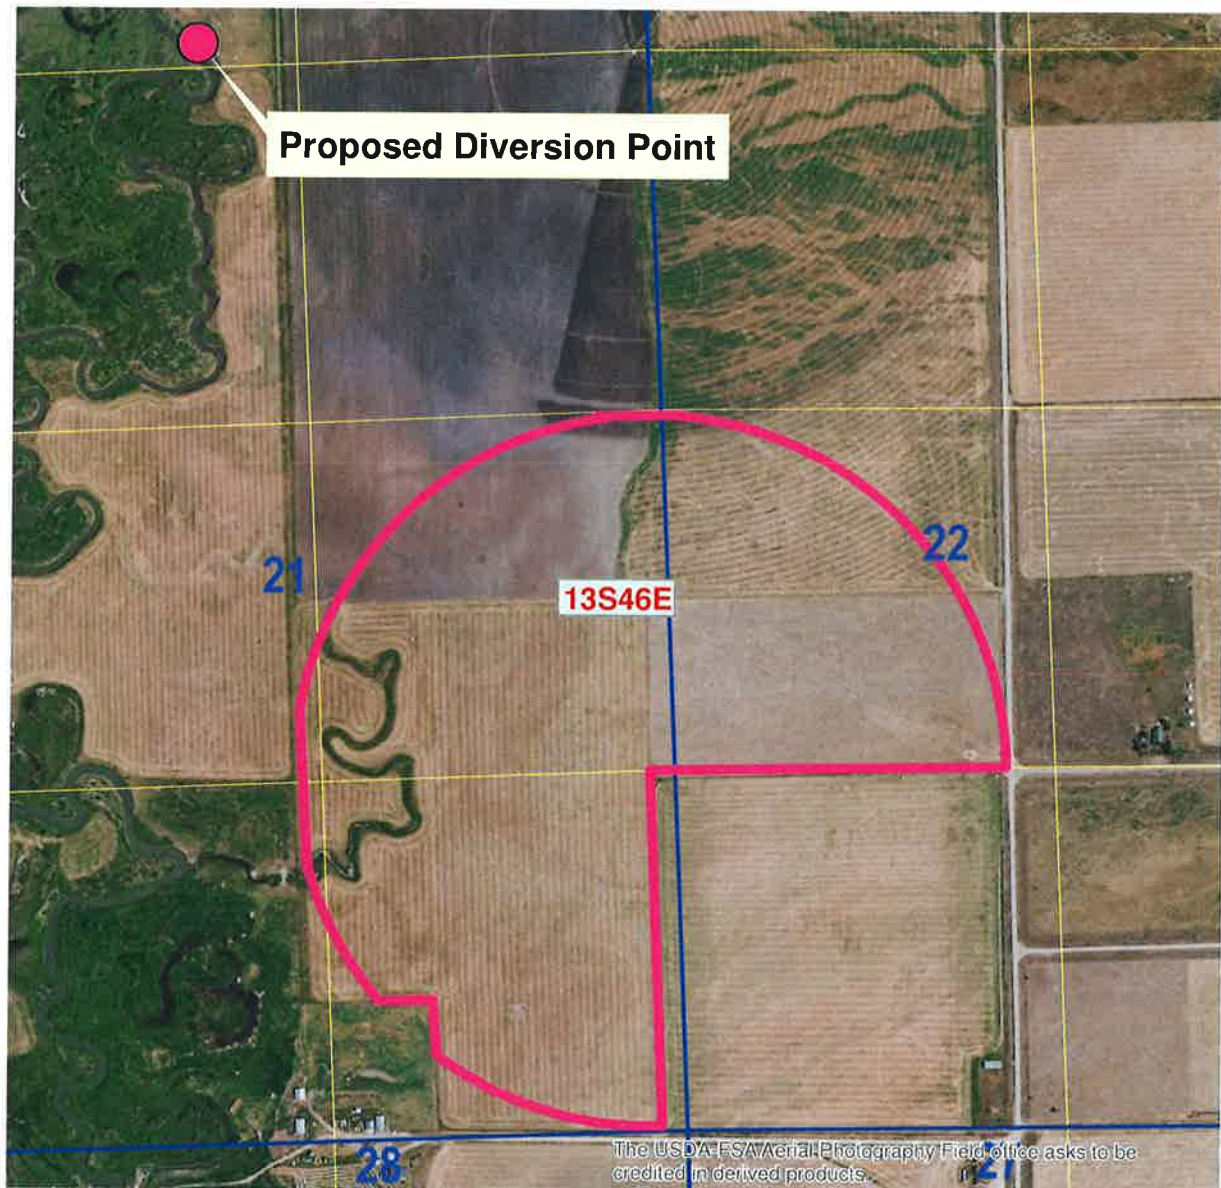 Proposed Diversion Point
22
21
13S46E
The USDA-FSA Aerial Photography Field office asks to be
credited in derived products.
28
27